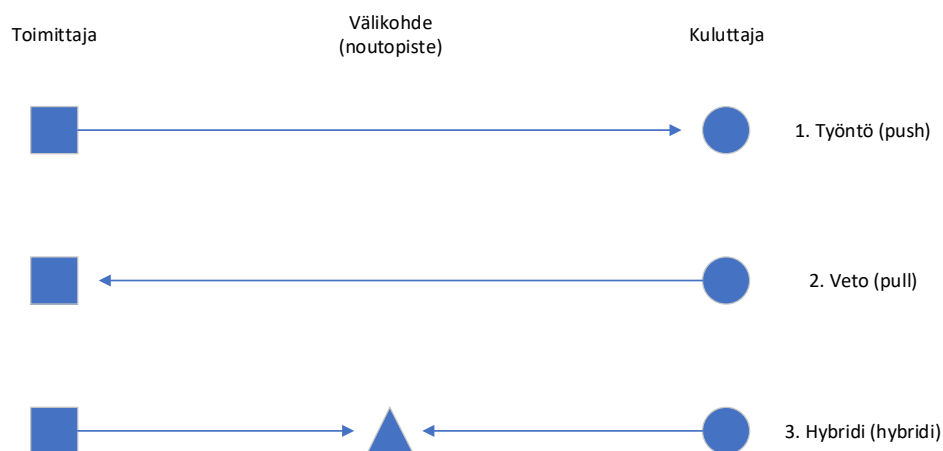 Toimittaja
Välikohde
(noutopiste)
Kuluttaja
1. Työntö (push)
2. Veto (pull)
3. Hybridi (hybridi)